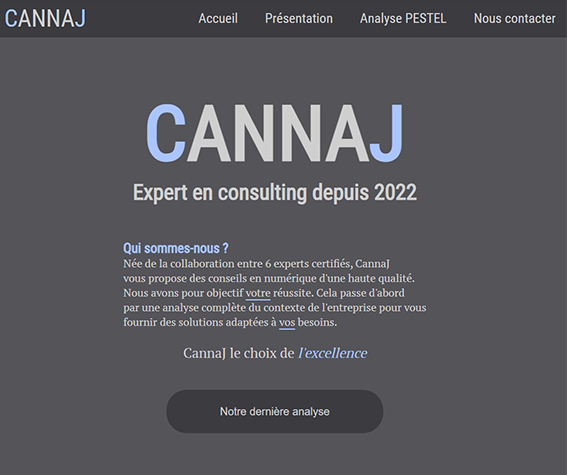 CANNAJ
Accueil Présentation Analyse PESTEL Nous contacter
CANNAJ
Expert en consulting depuis 2022
Qui sommes-nous ?
Née de la collaboration entre 6 experts certifiés, CannaJ
vous propose des conseils en numérique d'une haute qualité.
Nous avons pour objectif votre réussite. Cela passe d'abord
par une analyse complète du contexte de l'entreprise pour vous
fournir des solutions adaptées à vos besoins.
CannaJ le choix de l'excellence
Notre dernière analyse